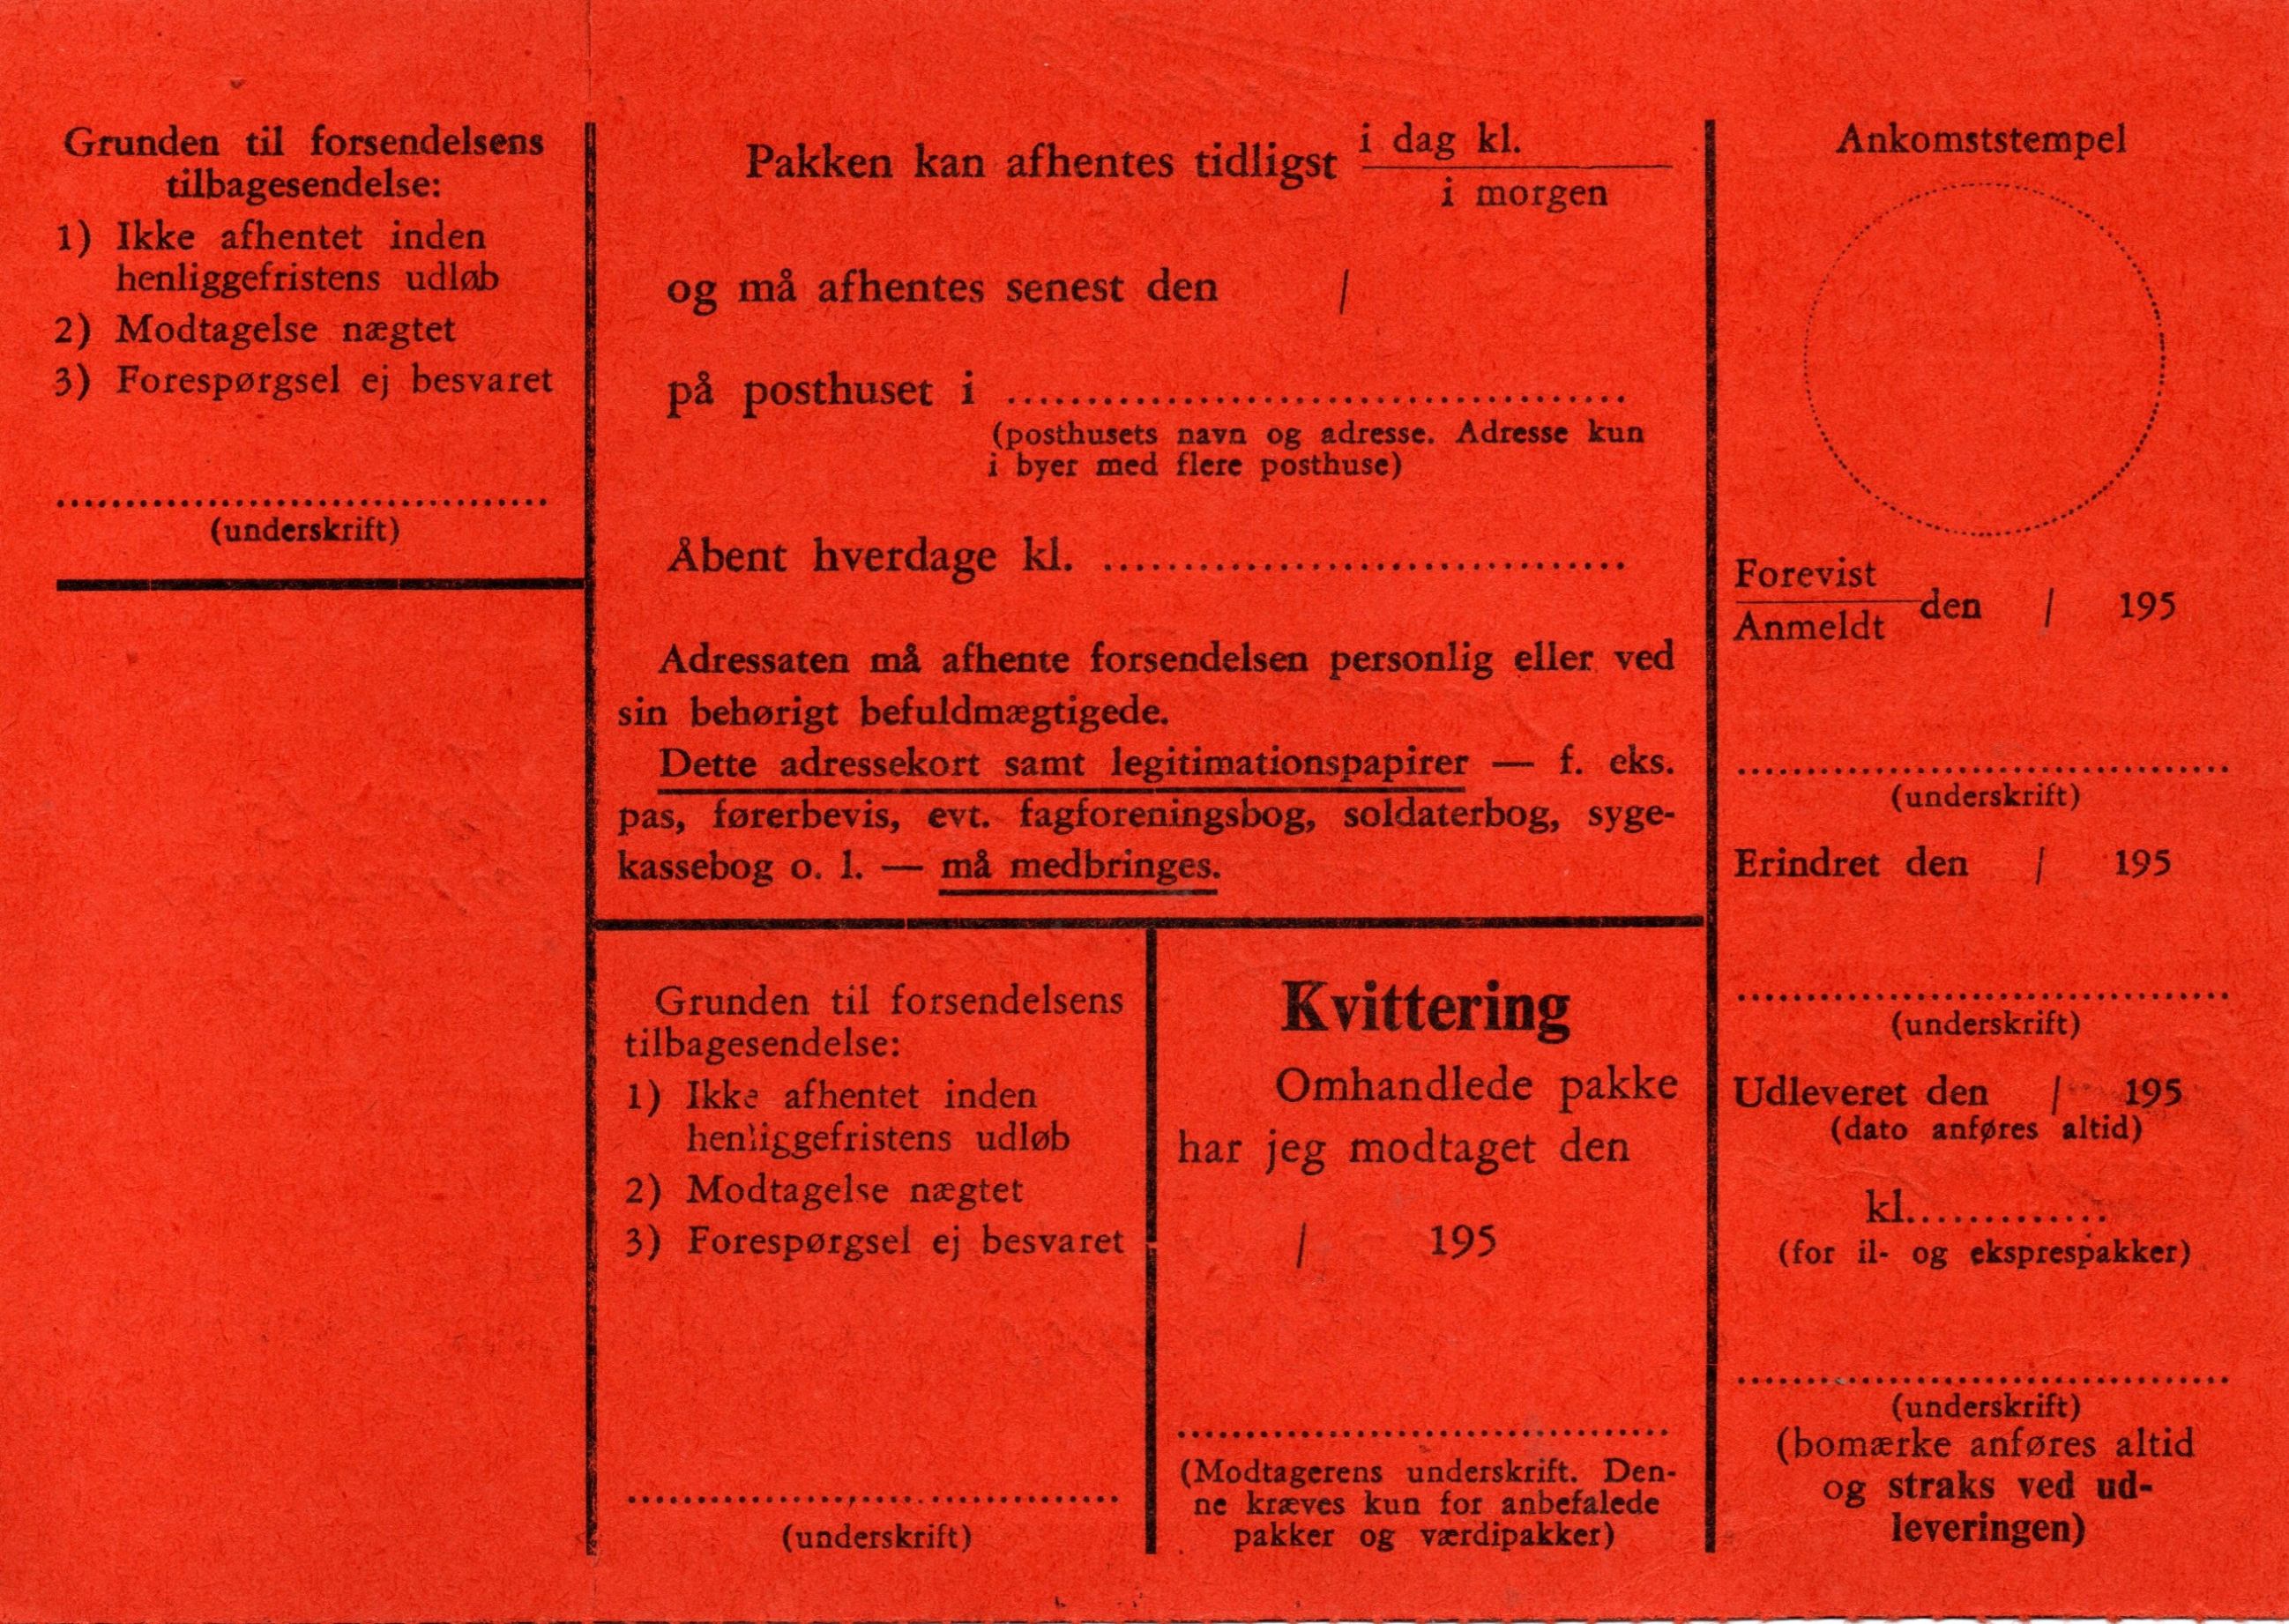 Grunden til forsendelsens
tilbagesendelse:
1) Ikke afhentet inden
henliggefristens udløb
2) Modtagelse nægtet
3) Forespørgsel ej besvaret
(underskrift)
Pakken kan afhentes tidligst i dag kl.
i morgen
og må afhentes senest den /
på posthuset i
(posthusets navn og adresse. Adresse kun
i byer med flere posthuse)
Åbent hverdage kl.
Adressaten må afhente forsendelsen personlig eller ved
sin behørigt befuldmægtigede.
Dette adressekort samt legitimationspapirer — f. eks.
pas, førerbevis, evt. fagforeningsbog, soldaterbog, syge-
kassebog o. l. — må medbringes.
Grunden til forsendelsens
tilbagesendelse:
1) Ikke afhentet inden
henliggefristens udløb
2) Modtagelse nægtet
3) Forespørgsel ej besvaret
(underskrift)
Kvittering
Omhandlede pakke
har jeg modtaget den
/ 195
(Modtagerens underskrift. Den-
ne kræves kun for anbefalede
pakker og værdipakker)
Ankomststempel
Forevist
Anmeldt den / 195
(underskrift)
Erindret den / 195
(underskrift)
Udleveret den / 195
(dato anføres altid)
kl.
(for il- og eksprespakker)
(underskrift)
(bomærke anføres altid
og straks ved ud-
leveringen)